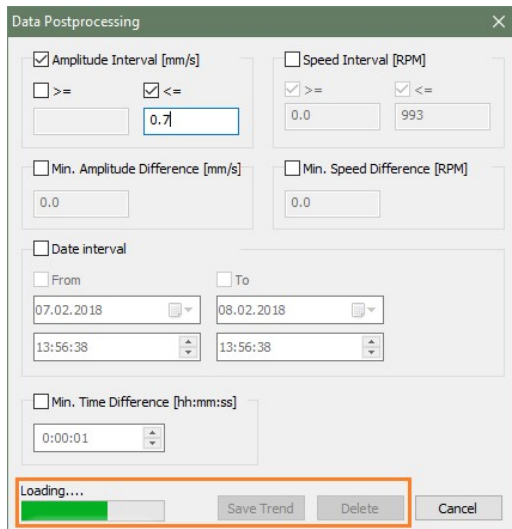 Data Postprocessing
Amplitude Interval [mm/s]
Speed Interval [RPM]
>=
<=
>=
<=
0.7
0.0
993
Min. Amplitude Difference [mm/s]
Min. Speed Difference [RPM]
0.0
0.0
Date interval
From
To
07.02.2018
08.02.2018
13:56:38
13:56:38
Min. Time Difference [hh:mm:ss]
0:00:01
Loading....
Save Trend
Delete
Cancel